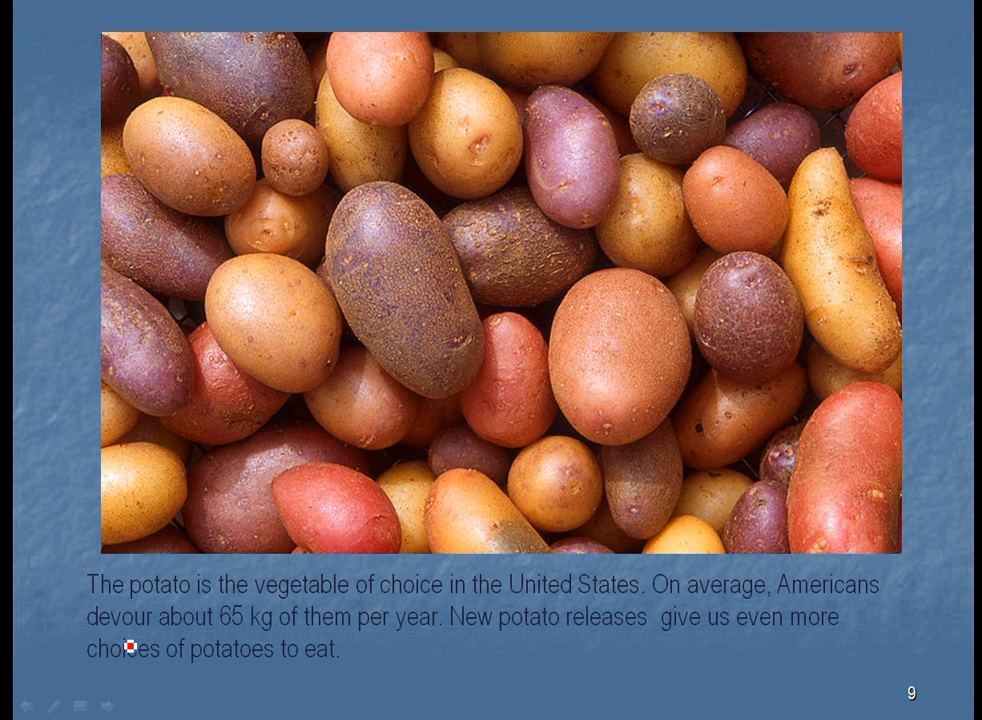 The potato is the vegetable of choice in the United States. On average, Americans
devour about 65 kg of them per year. New potato releases  give us even more
choices of potatoes to eat.
9